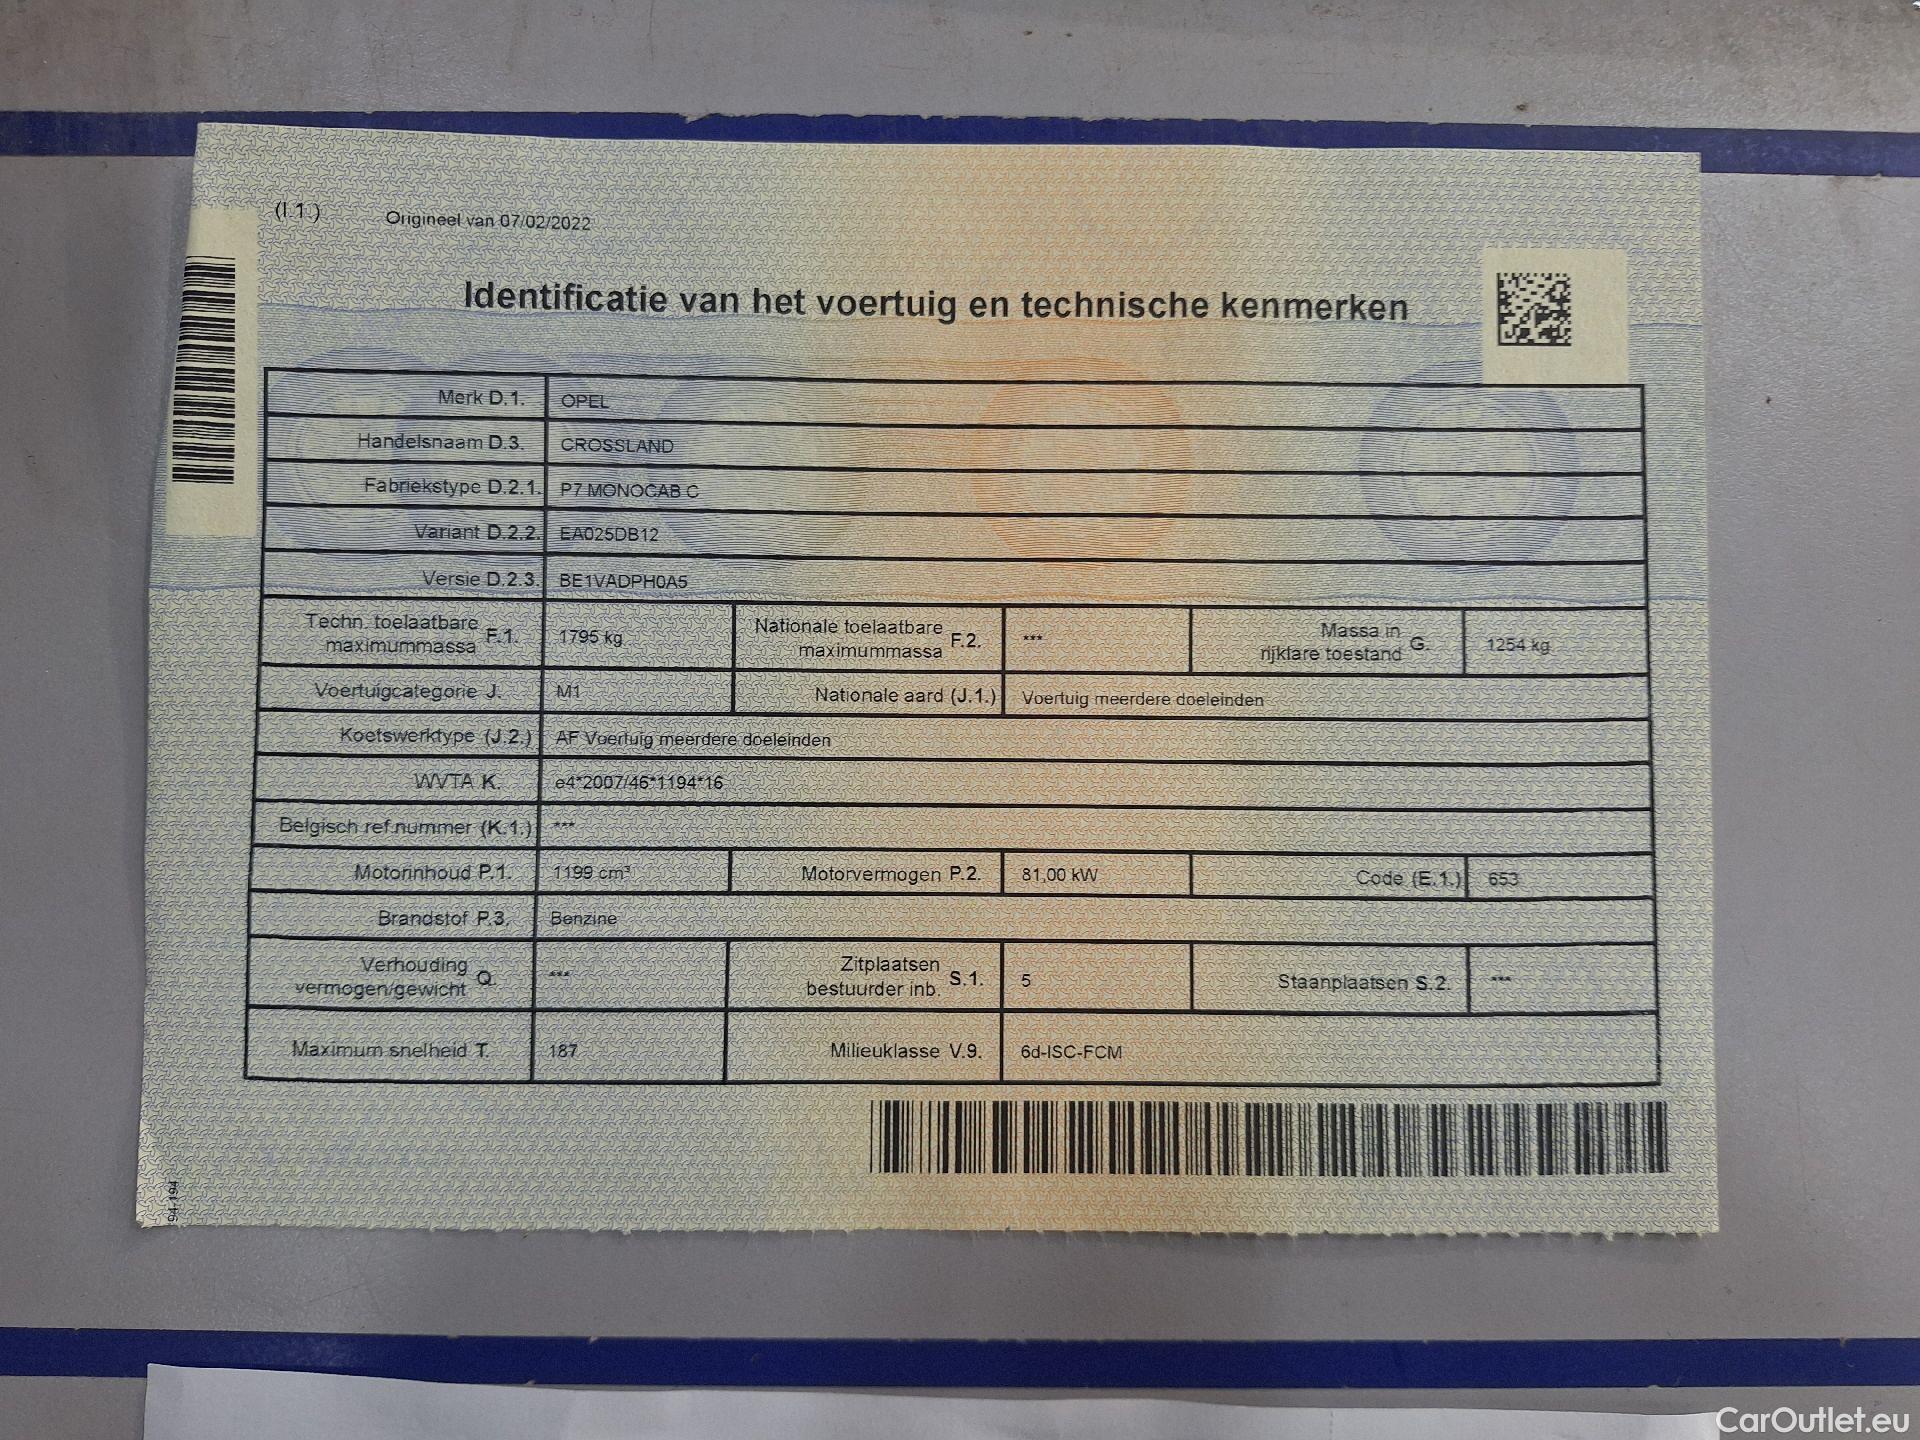 (I.1.)
Origineel van 07/02/2022
Identificatie van het voertuig en technische kenmerken
Merk D.1. OPEL
Handelsnaam D.3. CROSSLAND
Fabriekstype D.2.1. P7 MONOCAB C
Variant D.2.2. EA025DB12
Versie D.2.3. BE1VADPH0A5
Techn. toelaatbare
maximummassa F.1. 1795 kg
Nationale toelaatbare
maximummassa F.2. ***
Massa in
rijklare toestand G. 1254 kg
Voertuigcategorie J. M1 Nationale aard (J.1.) Voertuig meerdere doeleinden
Koetswerktype (J.2.) AF Voertuig meerdere doeleinden
WVTA K. e4*2007/46*1194*16
Belgisch ref.nummer (K.1.) ***
Motorinhoud P.1. 1199 cm³ Motorvermogen P.2. 81,00 kW Code (E.1.) 653
Brandstof P.3. Benzine
Verhouding
vermogen/gewicht Q. ***
Zitplaatsen
bestuurder inb. S.1. 5
Staanplaatsen S.2. ***
Maximum snelheid T. 187 Milieuklasse V.9. 6d-ISC-FCM
94-194
CarOutlet.eu